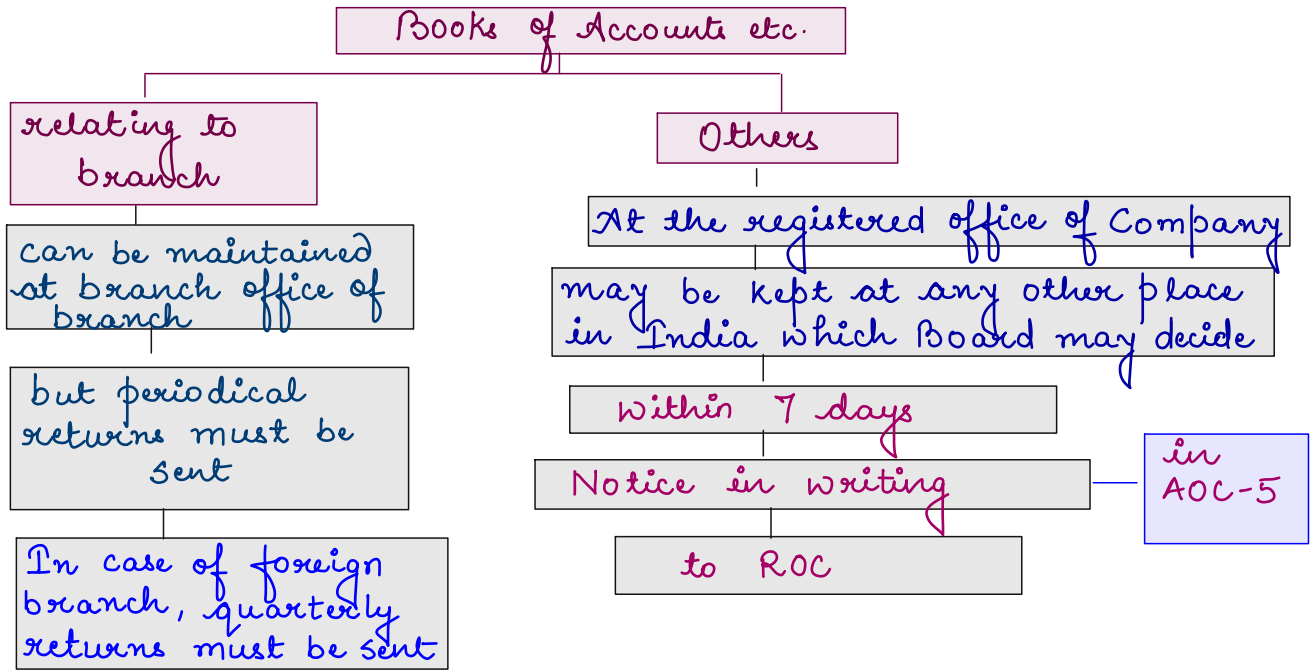 Books of Accounts etc.
relating to
branch
can be maintained
at branch office of
branch
but periodical
returns must be
sent
In case of foreign
branch, quarterly
returns must be sent
Others
At the registered office of Company
may be kept at any other place
in India which Board may decide
within 7 days
Notice in writing
in
AOC-5
to ROC